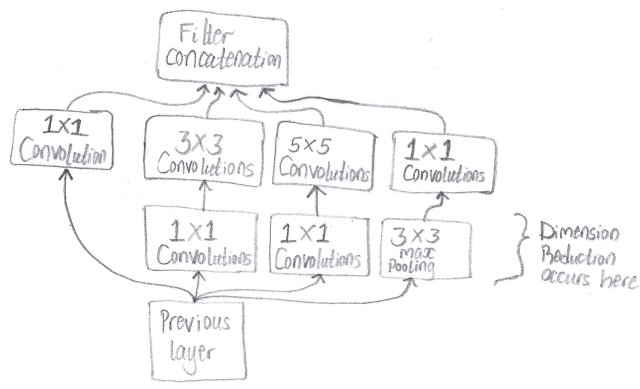 Filter
concatenation
1X1
Convolution
3X3
Convolutions
5X5
Convolutions
1X1
Convolutions
1X1
Convolutions
1X1
Convolutions
3X3
max
pooling
Dimension
Reduction
occurs here
Previous
layer